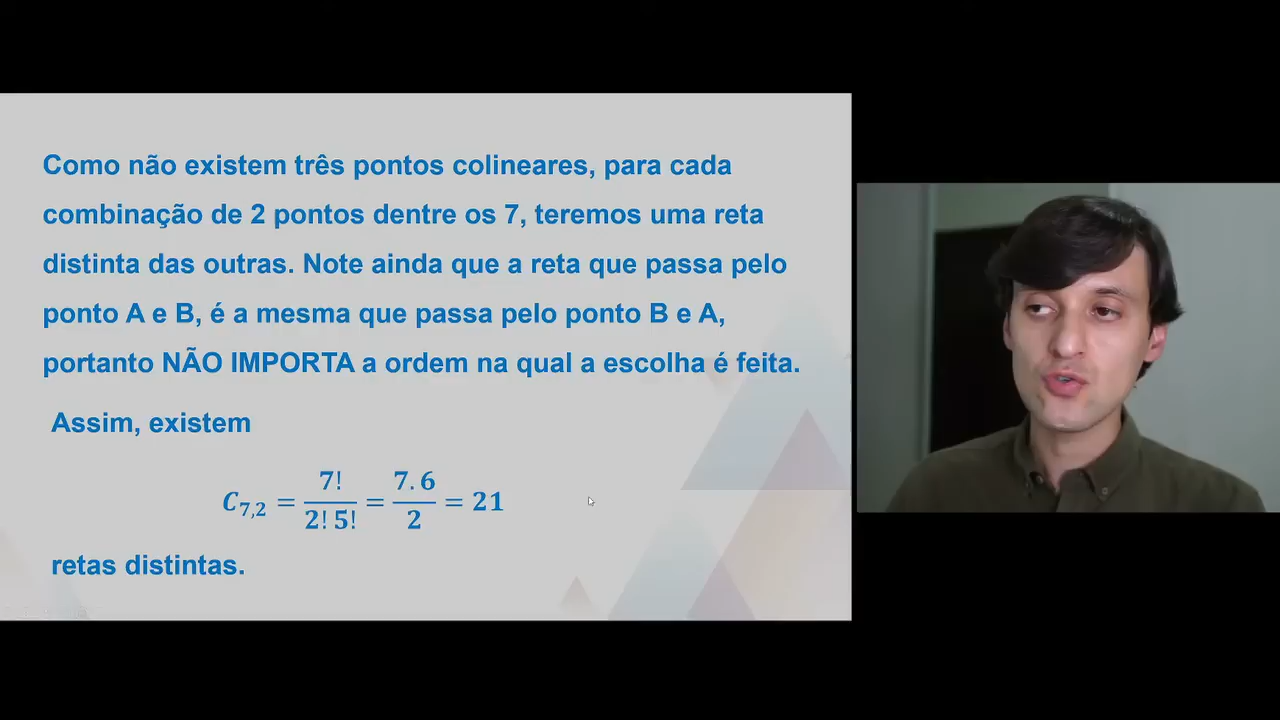 Como não existem três pontos colineares, para cada
combinação de 2 pontos dentre os 7, teremos uma reta
distinta das outras. Note ainda que a reta que passa pelo
ponto A e B, é a mesma que passa pelo ponto B e A,
portanto NÃO IMPORTA a ordem na qual a escolha é feita.
Assim, existem
C₇,₂ = 7!/(2! 5!) = 7.6/2 = 21
retas distintas.